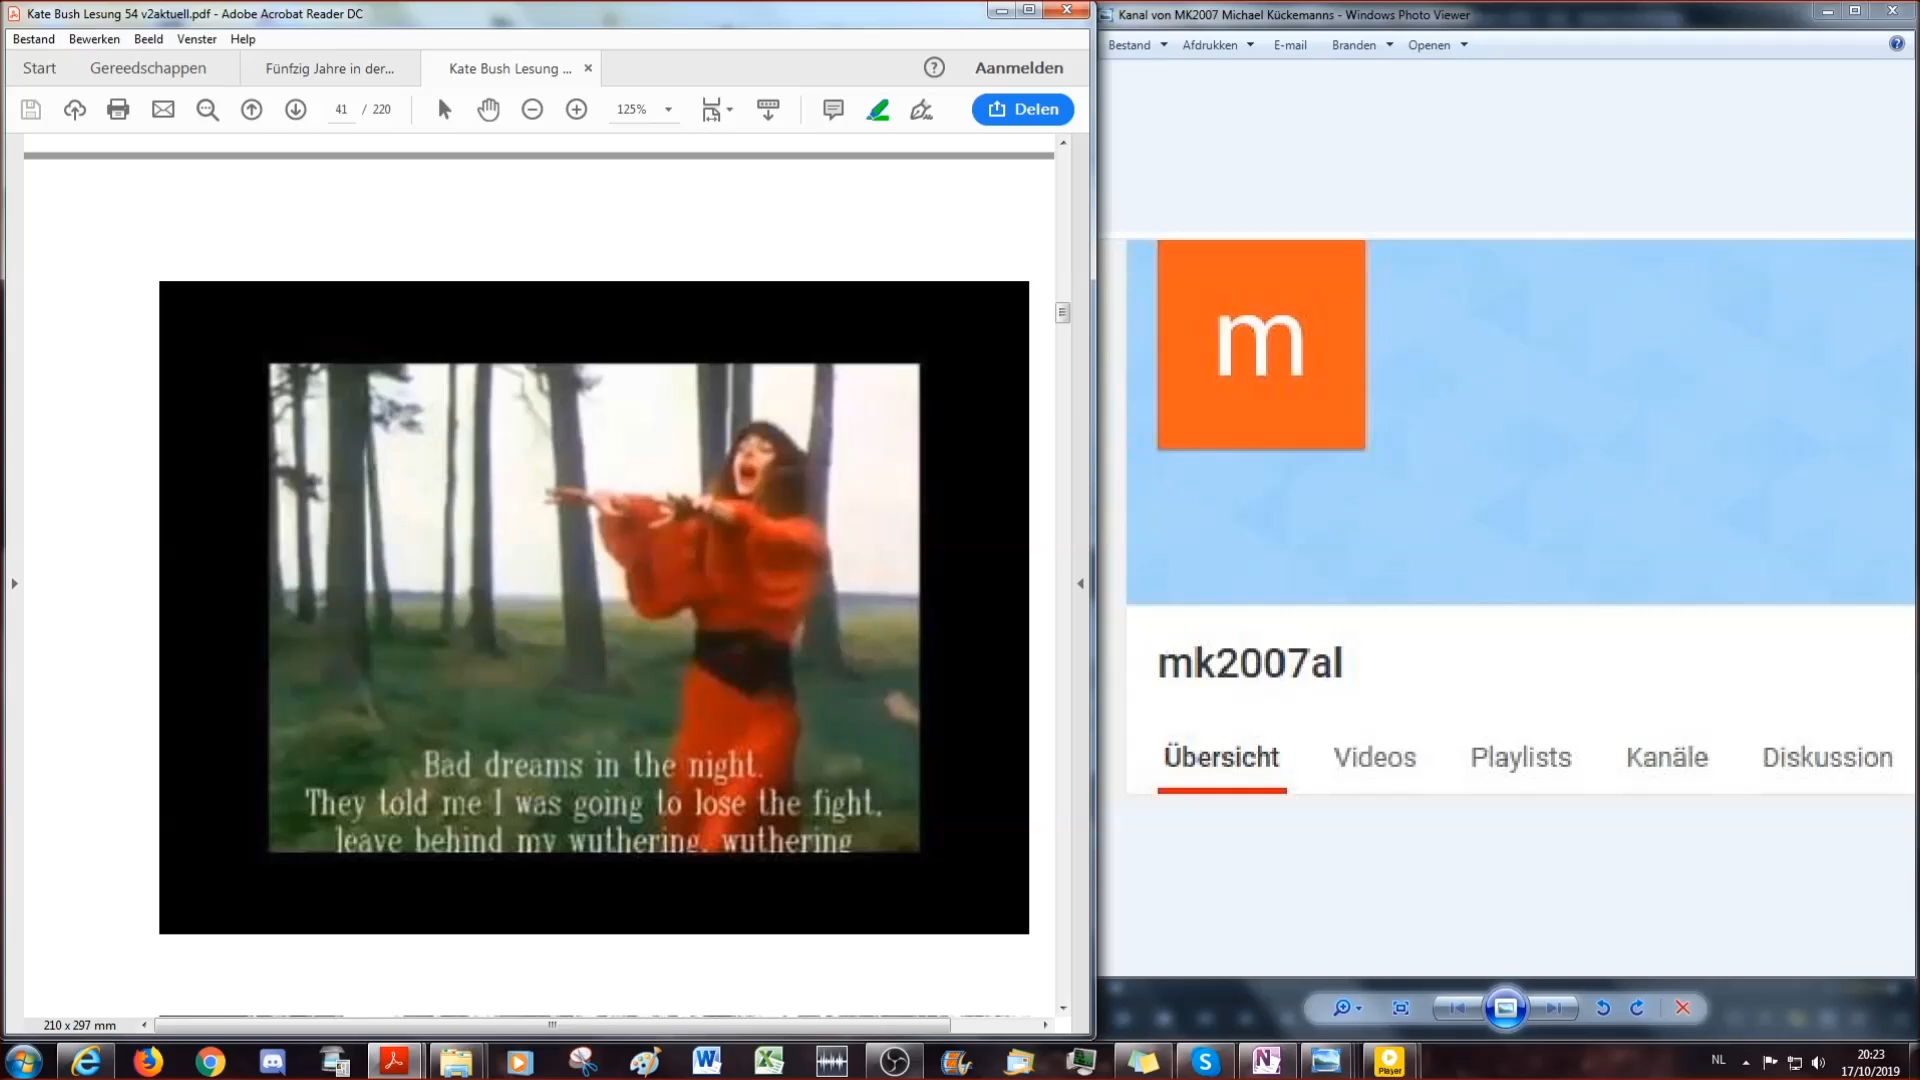 Kate Bush Lesung 54 v2aktuell.pdf - Adobe Acrobat Reader DC
Bestand Bewerken Beeld Venster Help
Start Gereedschappen Fünfzig Jahre in der... Kate Bush Lesung ... × Aanmelden
41 / 220 125% Delen
Bad dreams in the night.
They told me I was going to lose the fight,
leave behind my wuthering, wuthering
210 x 297 mm
Kanal von MK2007 Michael Kückemanns - Windows Photo Viewer
Bestand Afdrukken E-mail Branden Openen
m
mk2007al
Übersicht Videos Playlists Kanäle Diskussion
Player
NL
20:23
17/10/2019